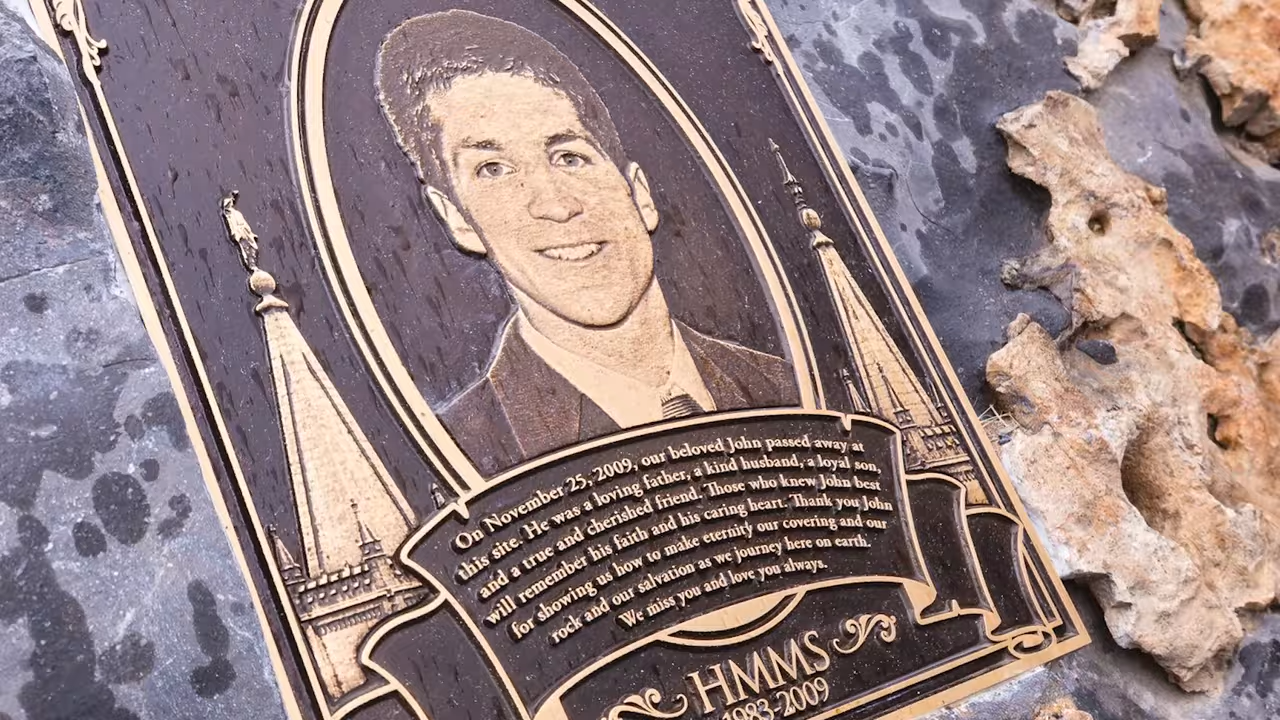 On November 25, 2009, our beloved John passed away at
this site. He was a loving father, a kind husband, a loyal son,
and a true and cherished friend. Those who knew John best
will remember his faith and his caring heart. Thank you John
for showing us how to make eternity our covering and our
rock and our salvation as we journey here on earth.
We miss you and love you always.
HMMS
1983-2009